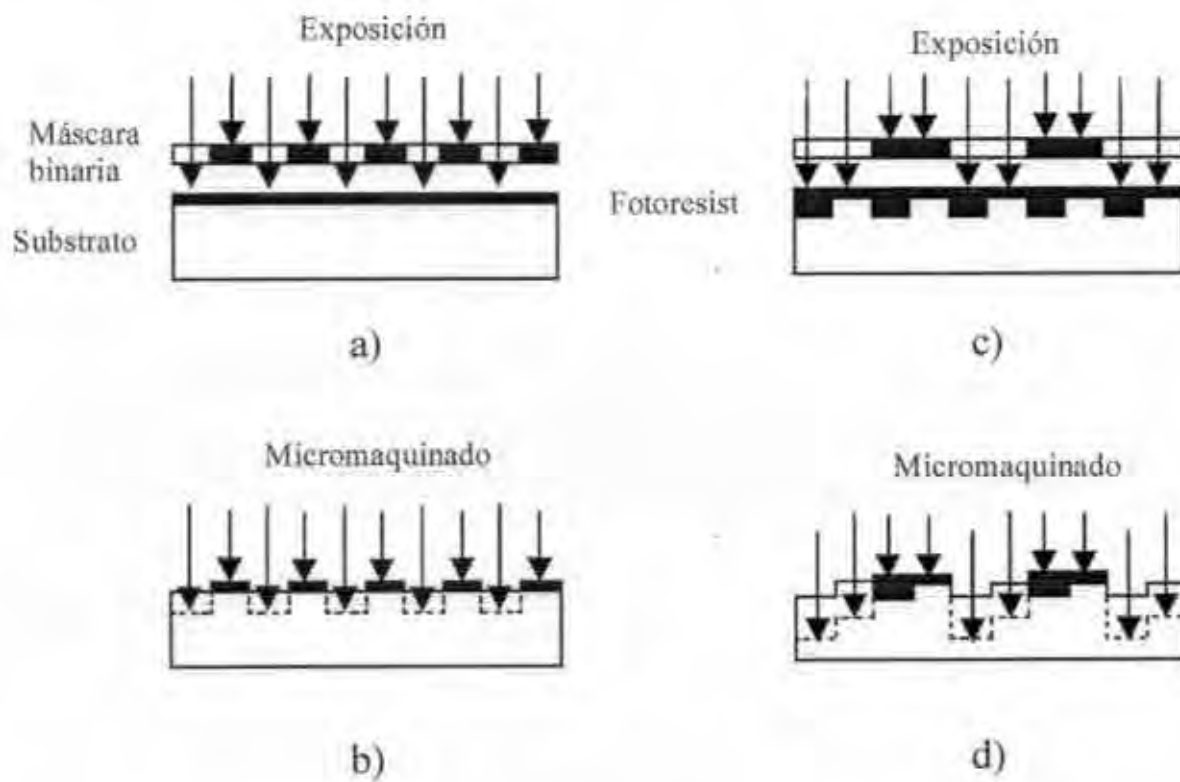 Exposición
Máscara
binaria
Substrato
a)
Micromaquinado
b)
Exposición
Fotoresist
c)
Micromaquinado
d)